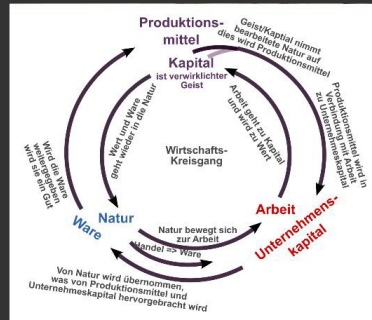 Produktions-
mittel
Kapital
ist verwirklichter
Geist
Geist/Kaptial nimmt
bearbeitete Natur auf
dies wird Produktionsmittel
Produktionsmittel wird in
Verbindung mit Arbeit
zu Unternehmeskapital
Arbeit geht zu Kapital
und wird zu Wert
Wert und Ware
geht wieder in die Natur
Wird die Ware
weitergegeben
wird sie ein Gut
Wirtschafts-
Kreisgang
Natur
Ware
Arbeit
Unternehmens-
kapital
Natur bewegt sich
zur Arbeit
Handel => Ware
Von Natur wird übernommen,
was von Produktionsmittel und
Unternehmeskapital hervorgebracht wird